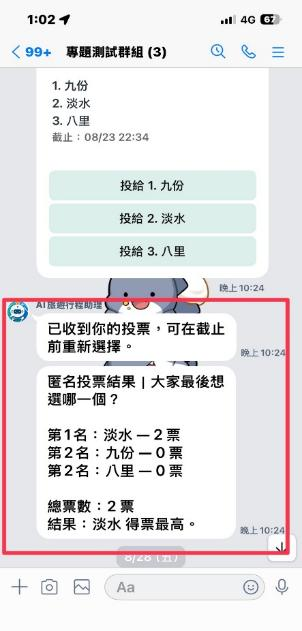 1:02
4G 67
99+ 專題測試群組 (3)
1. 九份
2. 淡水
3. 八里
截止：08/23 22:34
投給 1. 九份
投給 2. 淡水
投給 3. 八里
晚上10:24
AI旅遊行程助理
已收到你的投票，可在截止
前重新選擇。
晚上10:24
匿名投票結果 | 大家最後想
選哪一個？
第1名：淡水 — 2 票
第2名：九份 — 0 票
第2名：八里 — 0 票
總票數：2 票
結果：淡水 得票最高。
晚上10:24
8/28 (五)
Aa